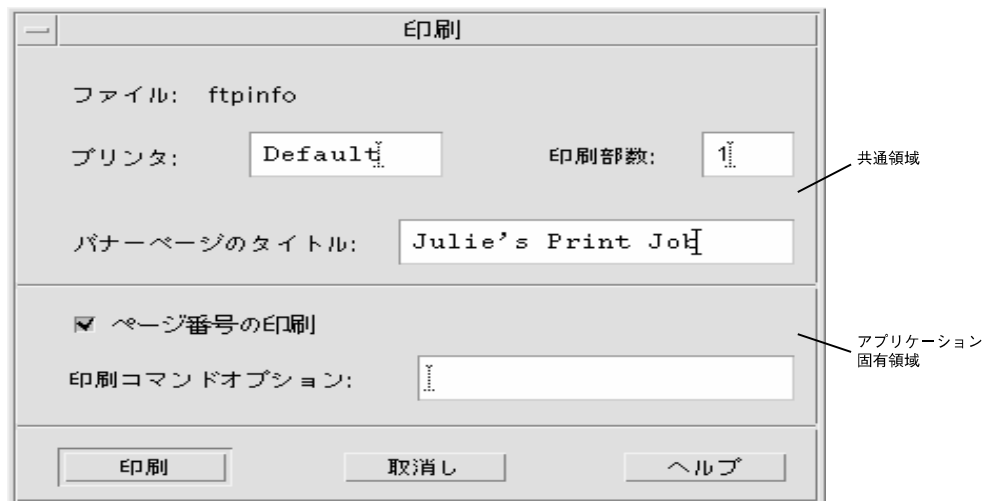 印刷
ファイル: ftpinfo
プリンタ: Default 印刷部数: 1
共通領域
バナーページのタイトル: Julie's Print Job
ページ番号の印刷
アプリケーション
固有領域
印刷コマンドオプション:
印刷 取消し ヘルプ